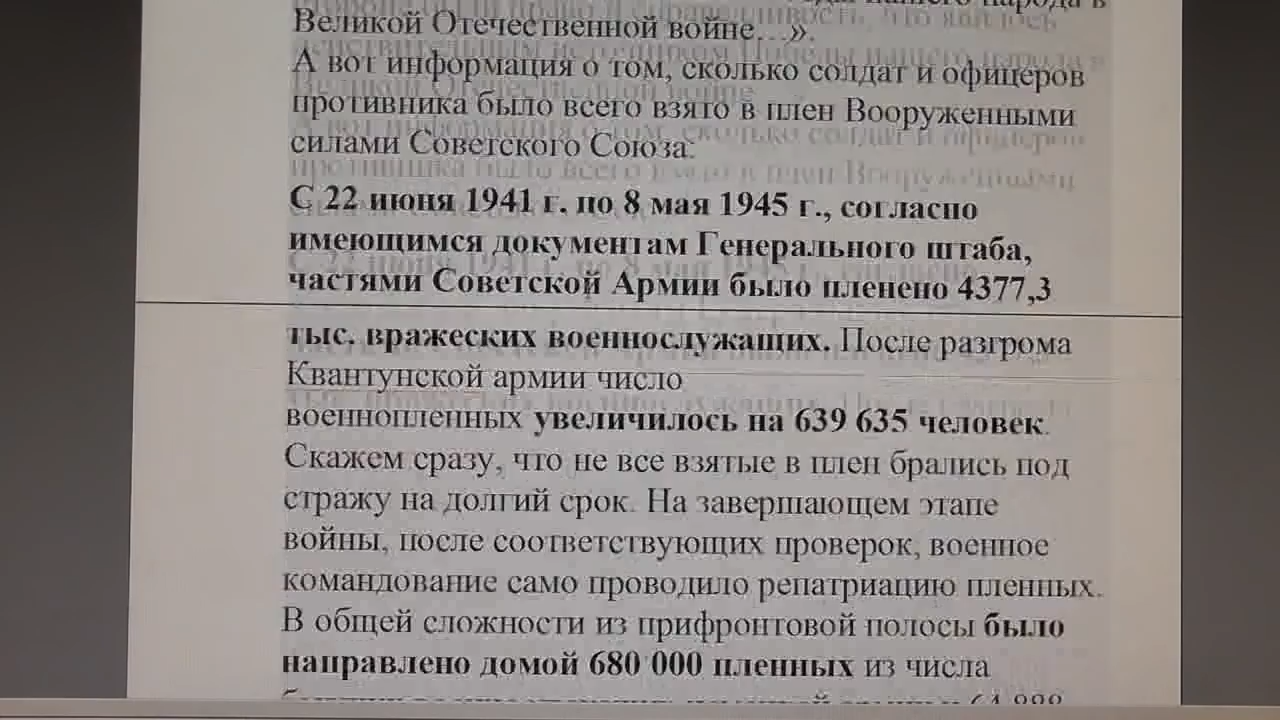 Великой Отечественной войне…».
А вот информация о том, сколько солдат и офицеров
противника было всего взято в плен Вооруженными
силами Советского Союза:
С 22 июня 1941 г. по 8 мая 1945 г., согласно
имеющимся документам Генерального штаба,
частями Советской Армии было пленено 4377,3
тыс. вражеских военнослужащих. После разгрома
Квантунской армии число
военнопленных увеличилось на 639 635 человек.
Скажем сразу, что не все взятые в плен брались под
стражу на долгий срок. На завершающем этапе
войны, после соответствующих проверок, военное
командование само проводило репатриацию пленных.
В общей сложности из прифронтовой полосы было
направлено домой 680 000 пленных из числа